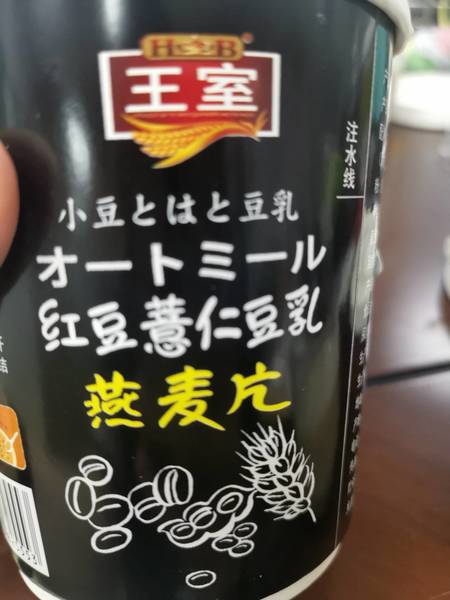 H&B
王室
注水线
小豆とはと豆乳
オートミール
红豆薏仁豆乳
燕麦片